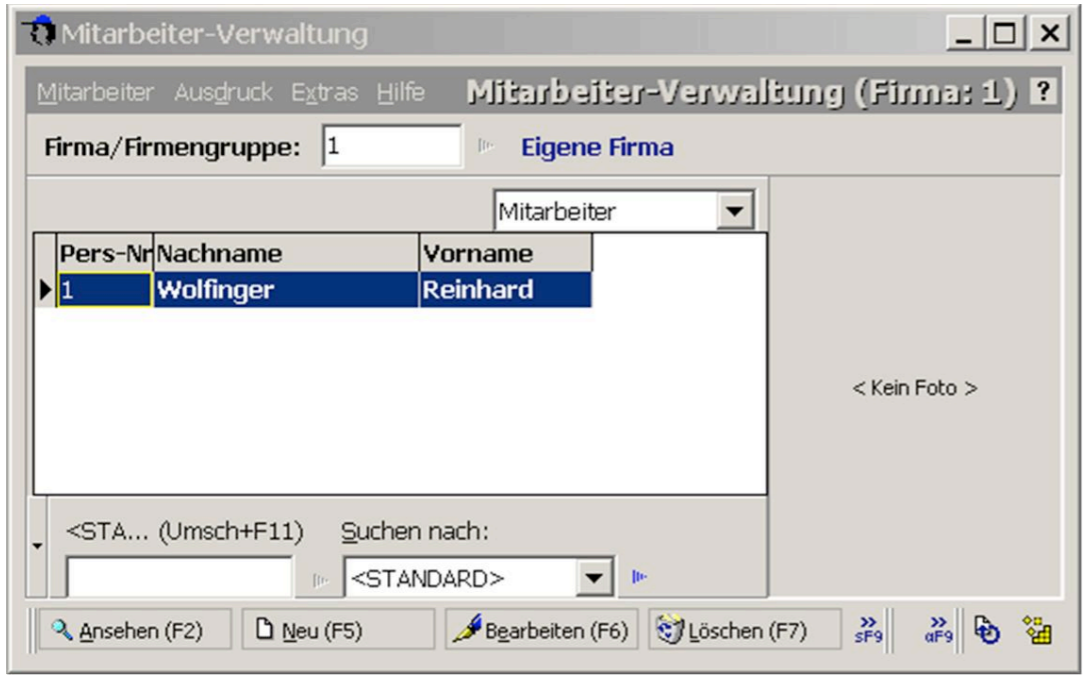 Mitarbeiter-Verwaltung
Mitarbeiter Ausdruck Extras Hilfe Mitarbeiter-Verwaltung (Firma: 1) ?
Firma/Firmengruppe: 1 Eigene Firma
Mitarbeiter
Pers-Nr Nachname Vorname
1 Wolfinger Reinhard
< Kein Foto >
<STA... (Umsch+F11) Suchen nach:
<STANDARD>
Ansehen (F2) Neu (F5) Bearbeiten (F6) Löschen (F7) >> sF9 >> aF9